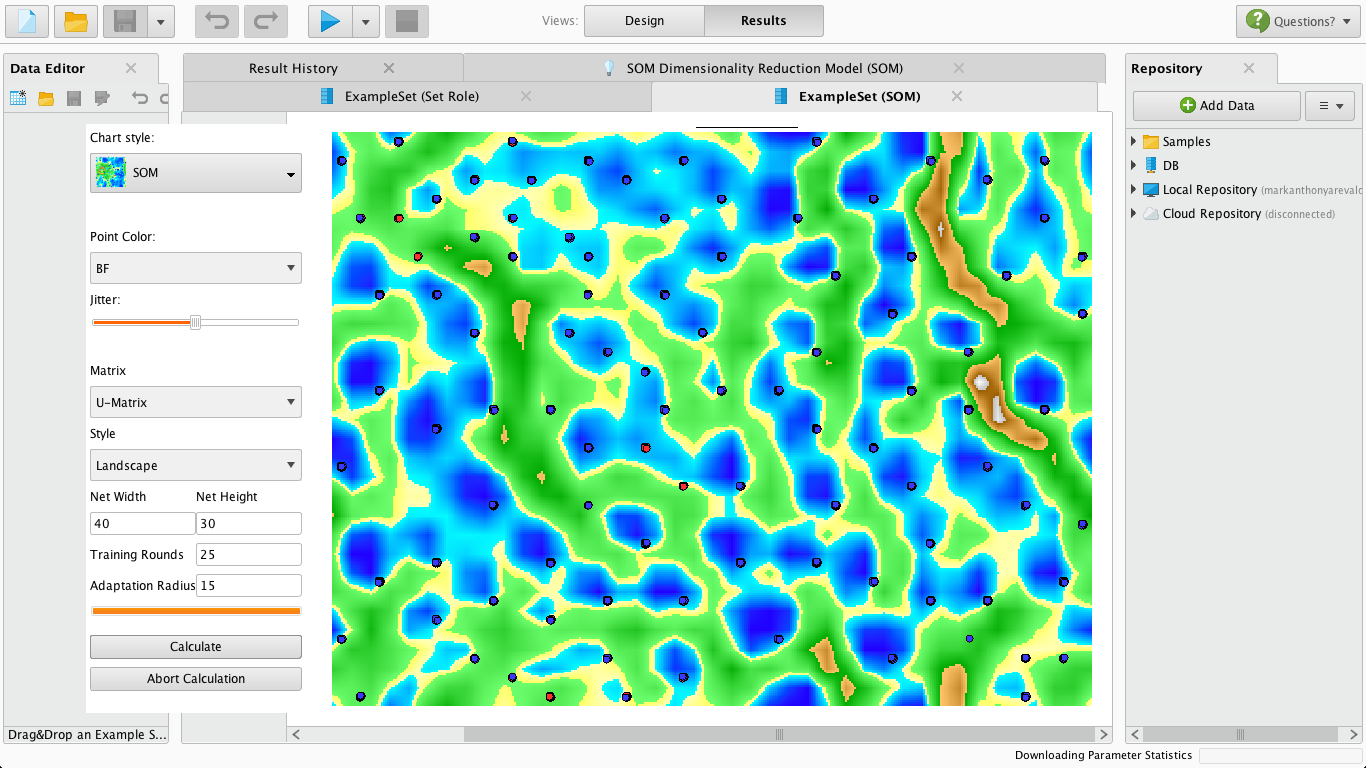 Views:
Design
Results
Questions?
Data Editor
Result History
SOM Dimensionality Reduction Model (SOM)
ExampleSet (Set Role)
ExampleSet (SOM)
Repository
Add Data
Samples
DB
Local Repository (markanthonyarevalo
Cloud Repository (disconnected)
Chart style:
SOM
Point Color:
BF
Jitter:
Matrix
U-Matrix
Style
Landscape
Net Width
Net Height
40
30
Training Rounds
25
Adaptation Radius
15
Calculate
Abort Calculation
Drag&Drop an Example S...
Downloading Parameter Statistics